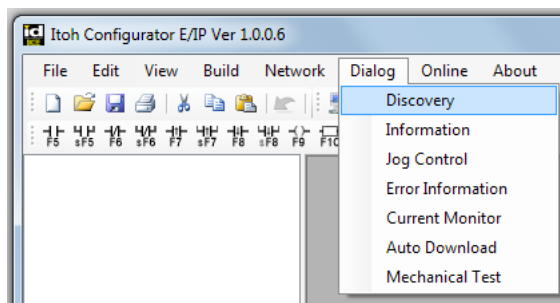 Itoh Configurator E/IP Ver 1.0.0.6
File Edit View Build Network Dialog Online About
Discovery
F5 sF5 F6 sF6 F7 sF7 F8 sF8 F9 F10
Information
Jog Control
Error Information
Current Monitor
Auto Download
Mechanical Test